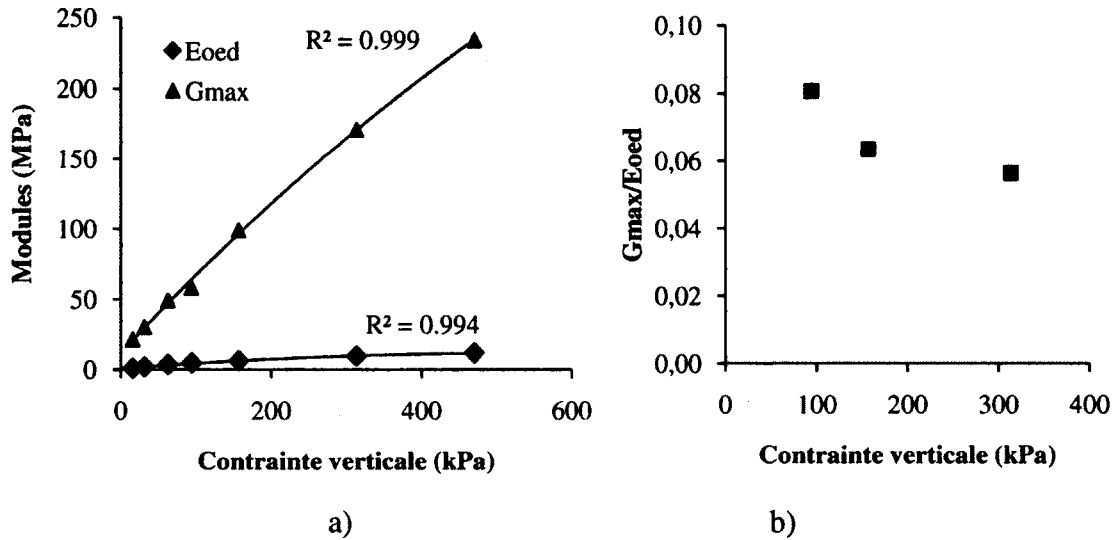 Modules (MPa)
250
200
150
100
50
0
Eoed
Gmax
R² = 0.999
R² = 0.994
0
200
400
600
Contrainte verticale (kPa)
a)
Gmax/Eoed
0,10
0,08
0,06
0,04
0,02
0,00
0
100
200
300
400
Contrainte verticale (kPa)
b)